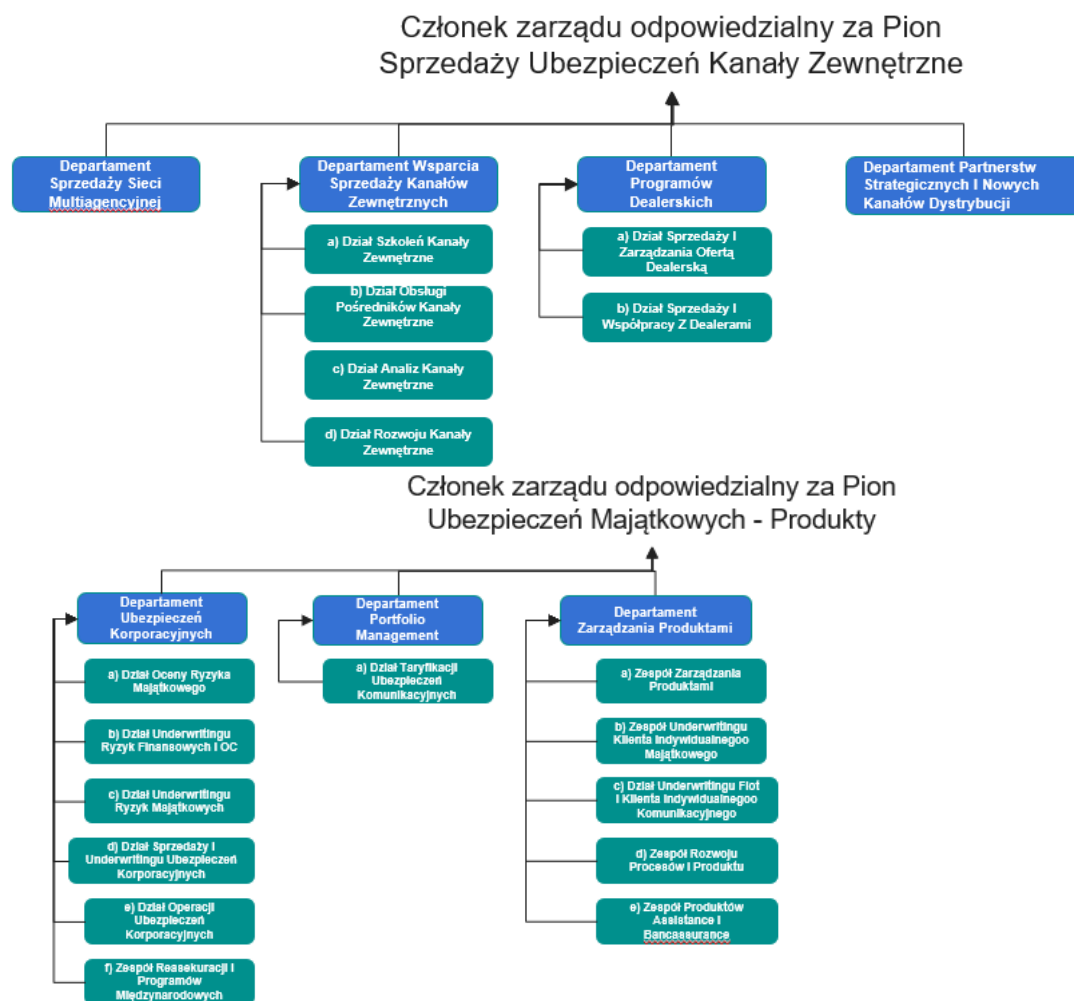 Członek zarządu odpowiedzialny za Pion
Sprzedaży Ubezpieczeń Kanały Zewnętrzne
Departament
Sprzedaży Sieci
Multiagencyjnej
Departament Wsparcia
Sprzedaży Kanałów
Zewnętrznych
a) Dział Szkoleń Kanały
Zewnętrzne
b) Dział Obsługi
Pośredników Kanały
Zewnętrzne
c) Dział Analiz Kanały
Zewnętrzne
d) Dział Rozwoju Kanały
Zewnętrzne
Departament
Programów
Dealerskich
a) Dział Sprzedaży I
Zarządzania Ofertą
Dealerską
b) Dział Sprzedaży I
Współpracy Z Dealerami
Departament Partnerstw
Strategicznych I Nowych
Kanałów Dystrybucji
Członek zarządu odpowiedzialny za Pion
Ubezpieczeń Majątkowych - Produkty
Departament
Ubezpieczeń
Korporacyjnych
a) Dział Oceny Ryzyka
Majątkowego
b) Dział Underwritingu
Ryzyk Finansowych I OC
c) Dział Underwritingu
Ryzyk Majątkowych
d) Dział Sprzedaży I
Underwritingu Ubezpieczeń
Korporacyjnych
e) Dział Operacji
Ubezpieczeń
Korporacyjnych
f) Zespół Reasekuracji I
Programów
Międzynarodowych
Departament
Portfolio
Management
a) Dział Taryfikacji
Ubezpieczeń
Komunikacyjnych
Departament
Zarządzania Produktami
a) Zespół Zarządzania
Produktami
b) Zespół Underwritingu
Klienta Indywidualnegoo
Majątkowego
c) Dział Underwritingu Flot
i Klienta Indywidualnegoo
Komunikacyjnego
d) Zespół Rozwoju
Procesów I Produktu
e) Zespół Produktów
Assistance I
Bancassurance